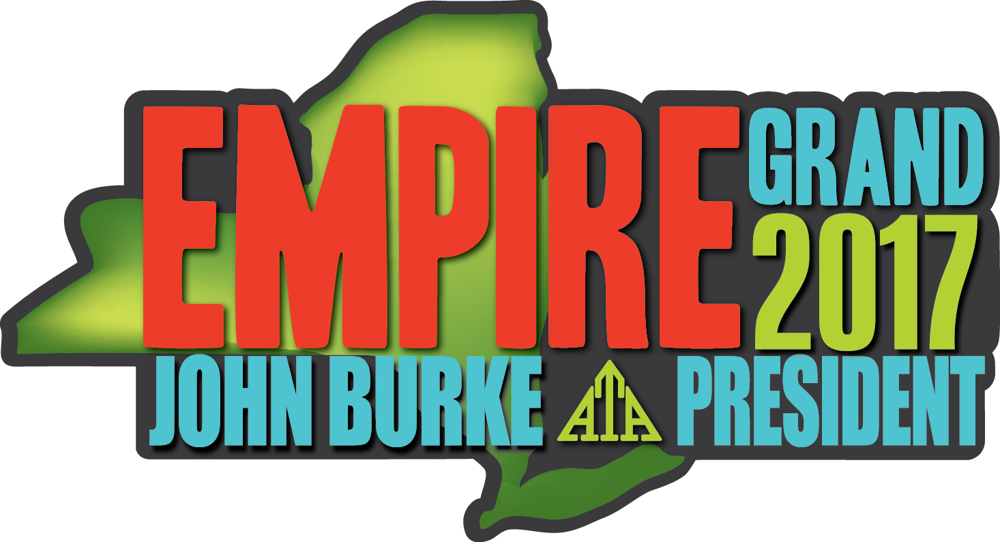 EMPIRE GRAND
2017
JOHN BURKE ATA PRESIDENT